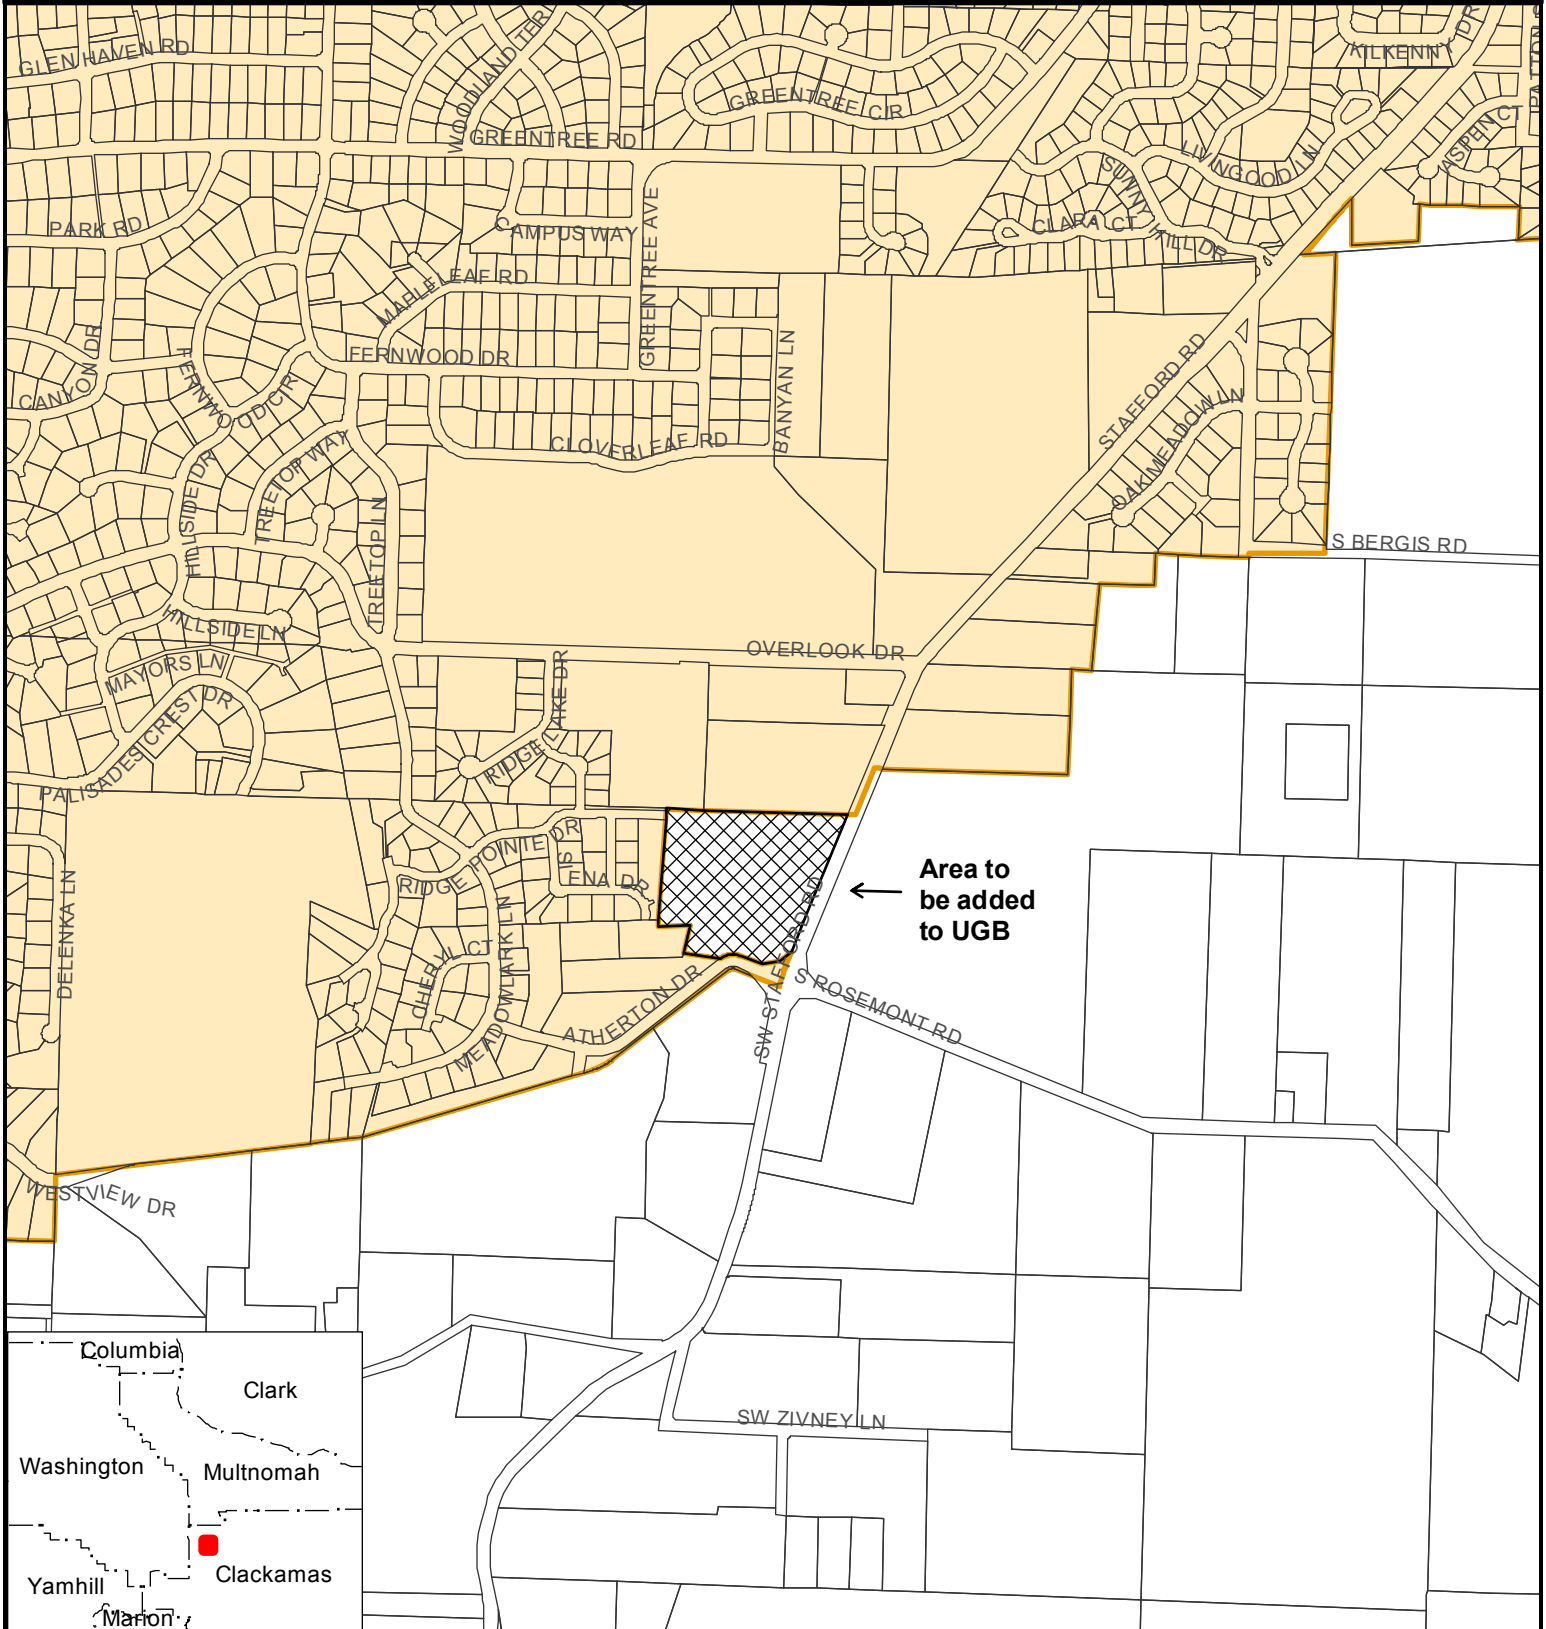 GLEN HAVEN RD
WOODLAND TER
KILKENNY DR
GREENTREE CIR
GREENTREE RD
ASPEN CT
LIVINGOOD LN
SUNNY HILL DR
CLARA CT
PARK RD
CAMPUS WAY
GREENTREE AVE
MAPLELEAF RD
FERNWOOD DR
BANYAN LN
STAFFORD RD
CANYON DR
FERNWOOD CIR
OAKMEADOW LN
CLOVERLEAF RD
TREETOP WAY
HILLSIDE DR
TREETOP LN
S BERGIS RD
HILLSIDE LN
OVERLOOK DR
MAYORS LN
RIDGE LAKE DR
PALISADES CREST DR
RIDGE POINTE DR
SIENA DR
Area to
be added
to UGB
DELENKA LN
CHERYL CT
MEADOWLARK LN
ATHERTON DR
SW STAFFORD RD
S ROSEMONT RD
WESTVIEW DR
SW ZIVNEY LN
Columbia
Clark
Washington
Multnomah
Yamhill
Clackamas
Marion